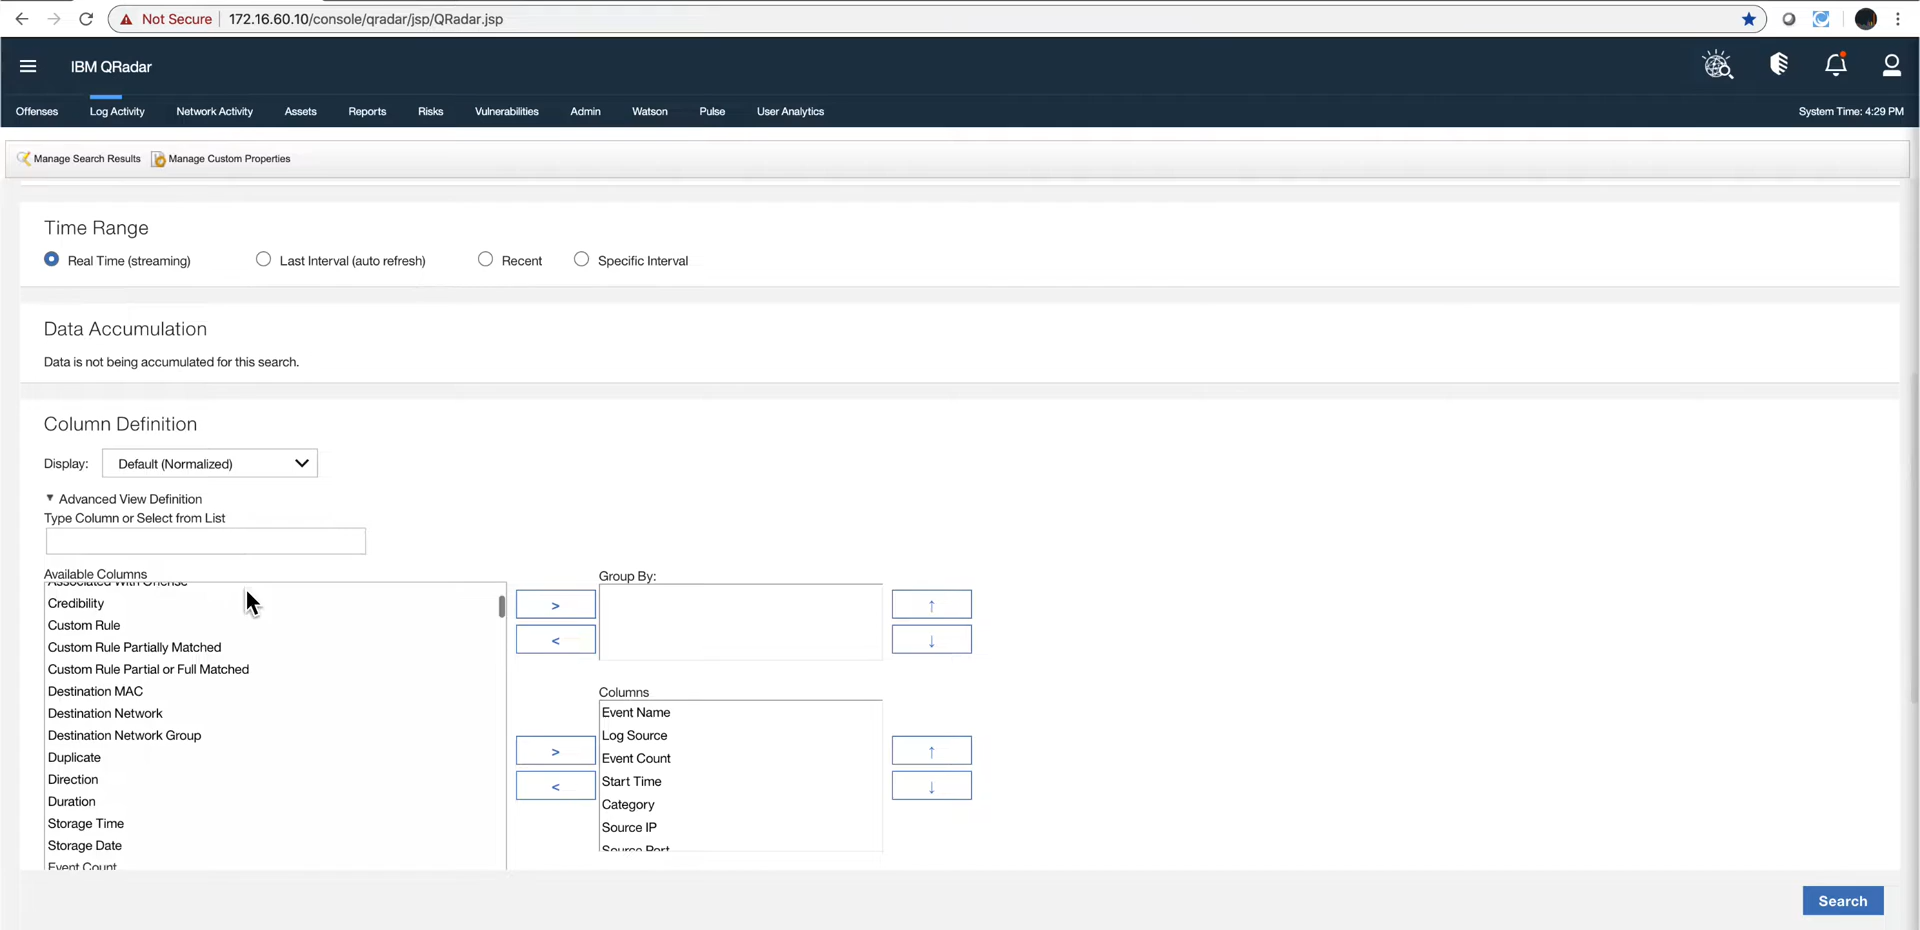 Not Secure 172.16.60.10/console/qradar/jsp/QRadar.jsp
IBM QRadar
Offenses Log Activity Network Activity Assets Reports Risks Vulnerabilities Admin Watson Pulse User Analytics System Time: 4:29 PM
Manage Search Results Manage Custom Properties
Time Range
Real Time (streaming) Last Interval (auto refresh) Recent Specific Interval
Data Accumulation
Data is not being accumulated for this search.
Column Definition
Display: Default (Normalized)
Advanced View Definition
Type Column or Select from List
Available Columns
Associated With Offense
Credibility
Custom Rule
Custom Rule Partially Matched
Custom Rule Partial or Full Matched
Destination MAC
Destination Network
Destination Network Group
Duplicate
Direction
Duration
Storage Time
Storage Date
Event Count
>
<
Group By:
↑
↓
>
<
Columns
Event Name
Log Source
Event Count
Start Time
Category
Source IP
Source Port
↑
↓
Search